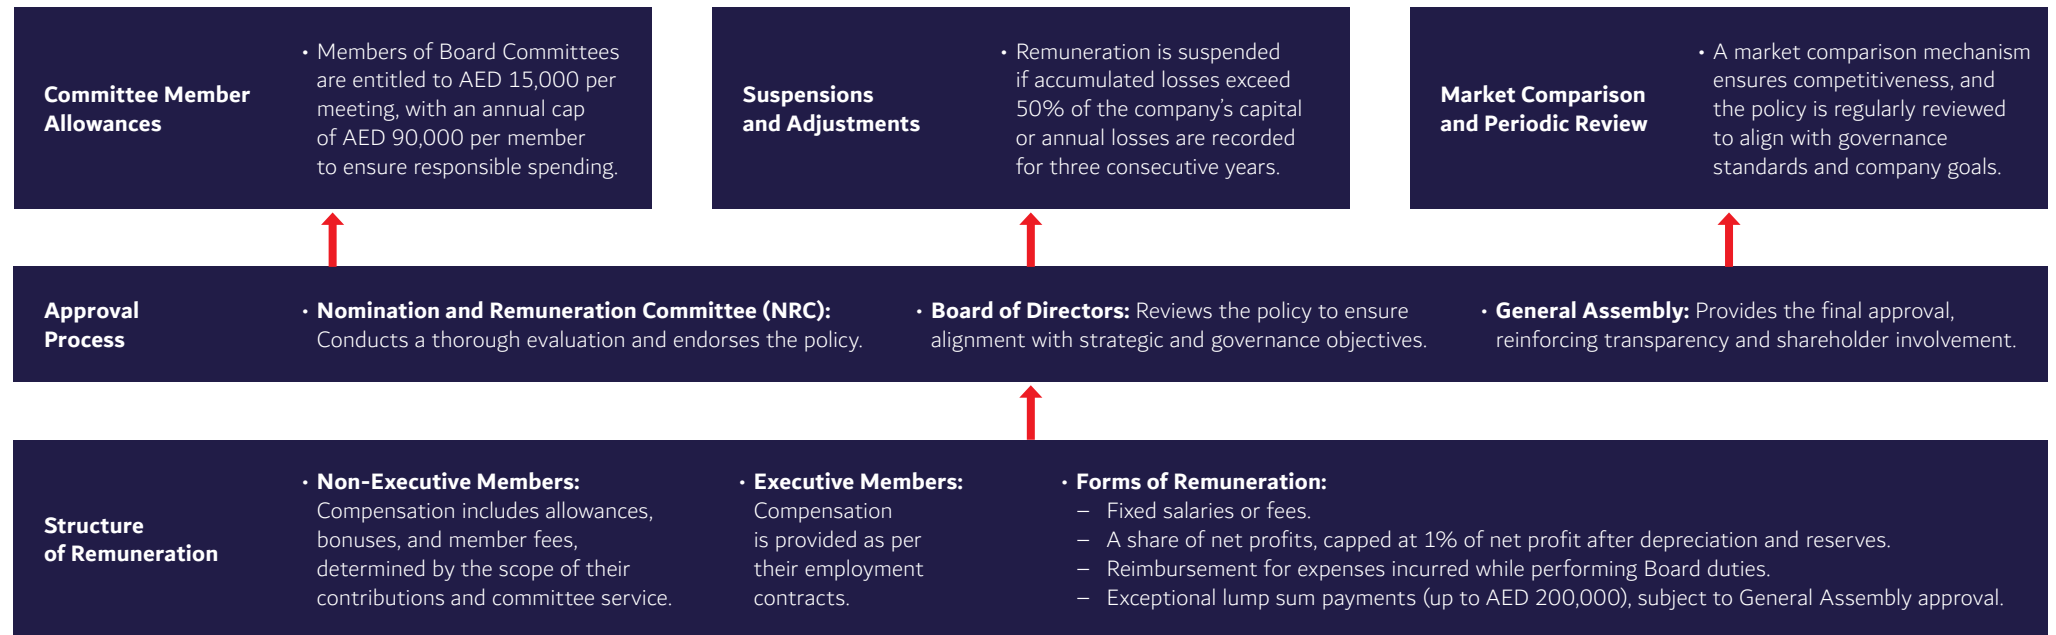 Committee Member
Allowances
• Members of Board Committees
are entitled to AED 15,000 per
meeting, with an annual cap
of AED 90,000 per member
to ensure responsible spending.
Suspensions
and Adjustments
• Remuneration is suspended
if accumulated losses exceed
50% of the company’s capital
or annual losses are recorded
for three consecutive years.
Market Comparison
and Periodic Review
• A market comparison mechanism
ensures competitiveness, and
the policy is regularly reviewed
to align with governance
standards and company goals.
Approval
Process
• Nomination and Remuneration Committee (NRC):
Conducts a thorough evaluation and endorses the policy.
• Board of Directors: Reviews the policy to ensure
alignment with strategic and governance objectives.
• General Assembly: Provides the final approval,
reinforcing transparency and shareholder involvement.
Structure
of Remuneration
• Non-Executive Members:
Compensation includes allowances,
bonuses, and member fees,
determined by the scope of their
contributions and committee service.
• Executive Members:
Compensation
is provided as per
their employment
contracts.
• Forms of Remuneration:
– Fixed salaries or fees.
– A share of net profits, capped at 1% of net profit after depreciation and reserves.
– Reimbursement for expenses incurred while performing Board duties.
– Exceptional lump sum payments (up to AED 200,000), subject to General Assembly approval.